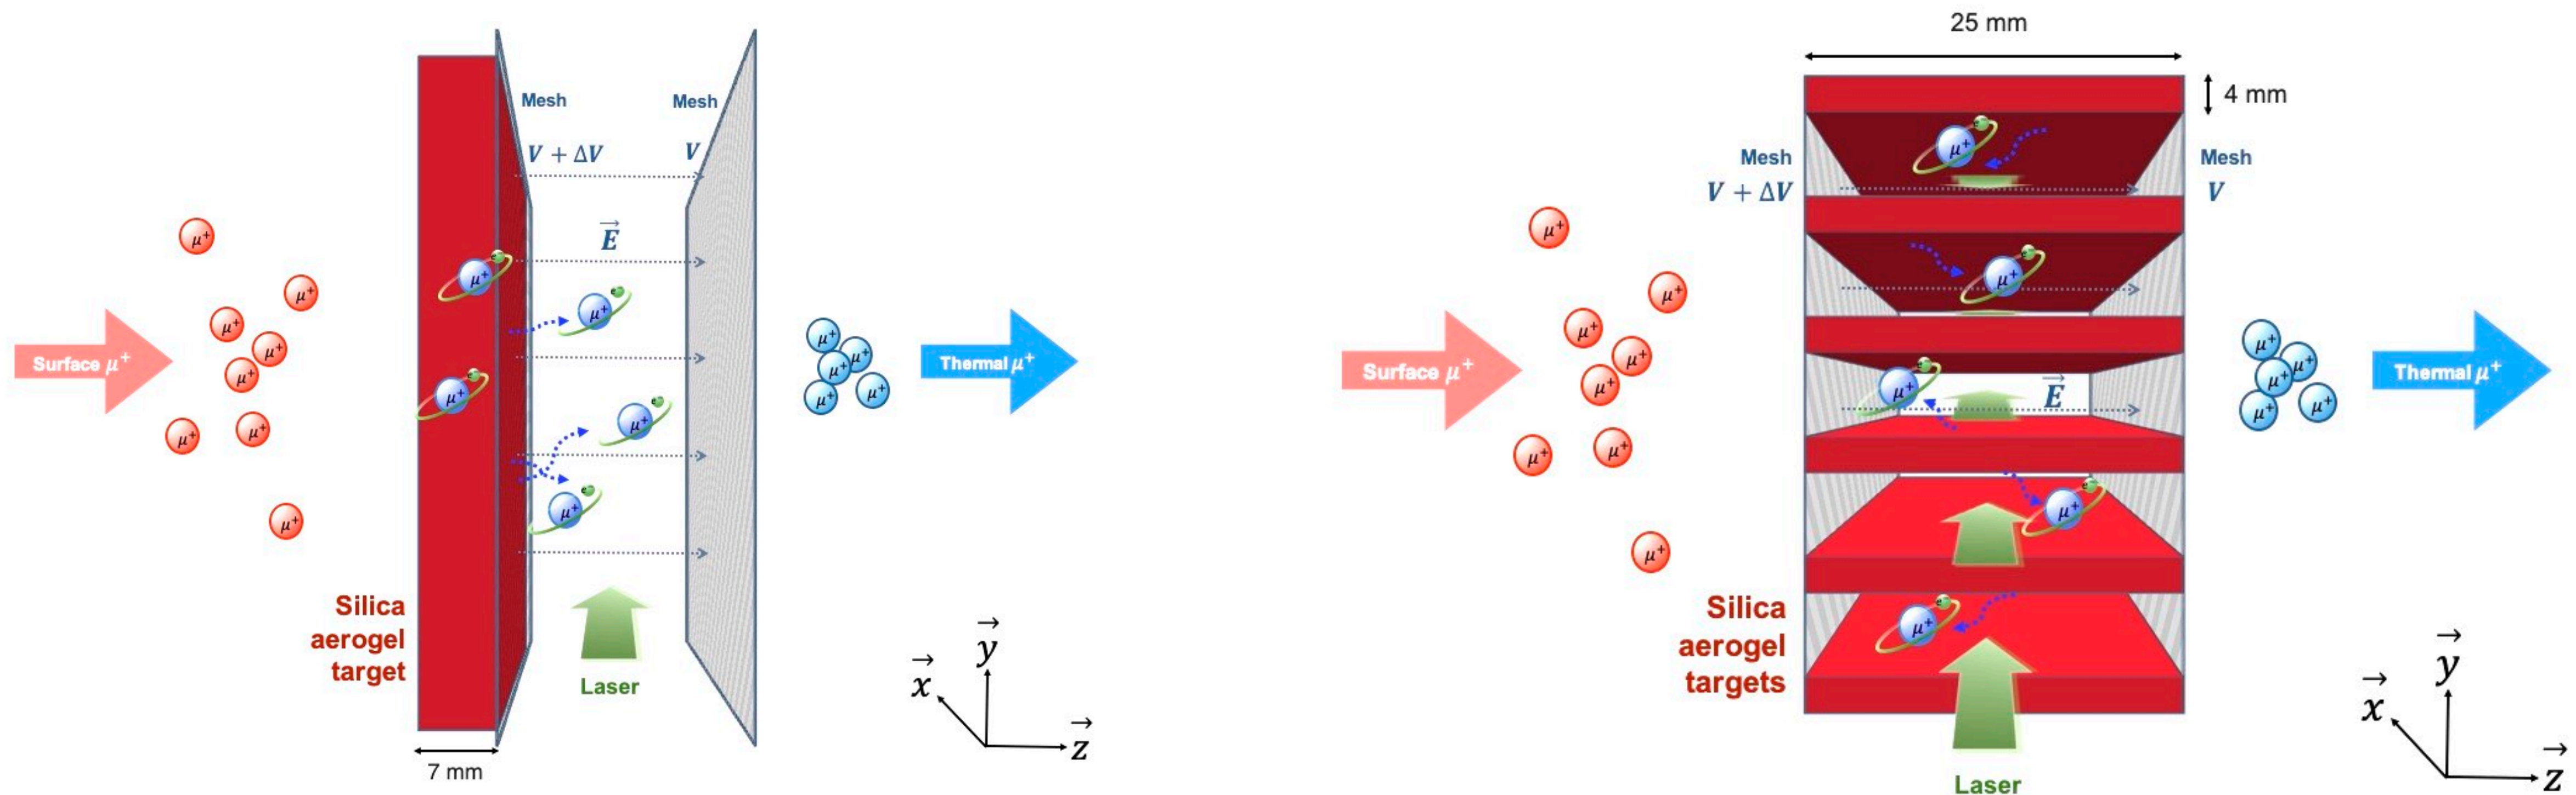 Mesh
Mesh
V + ΔV
V
E⃗
μ⁺
μ⁺
μ⁺
μ⁺
μ⁺
μ⁺
μ⁺
μ⁺
Surface μ⁺
e⁻
μ⁺
e⁻
μ⁺
e⁻
μ⁺
e⁻
μ⁺
e⁻
μ⁺
μ⁺
μ⁺
μ⁺
μ⁺
μ⁺
Thermal μ⁺
Silica
aerogel
target
Laser
7 mm
y⃗
x⃗
z⃗
25 mm
4 mm
Mesh
V + ΔV
Mesh
V
μ⁺
μ⁺
μ⁺
μ⁺
μ⁺
μ⁺
μ⁺
μ⁺
Surface μ⁺
μ⁺
μ⁺
μ⁺
E⃗
μ⁺
μ⁺
μ⁺
μ⁺
μ⁺
μ⁺
μ⁺
Thermal μ⁺
Silica
aerogel
targets
Laser
y⃗
x⃗
z⃗